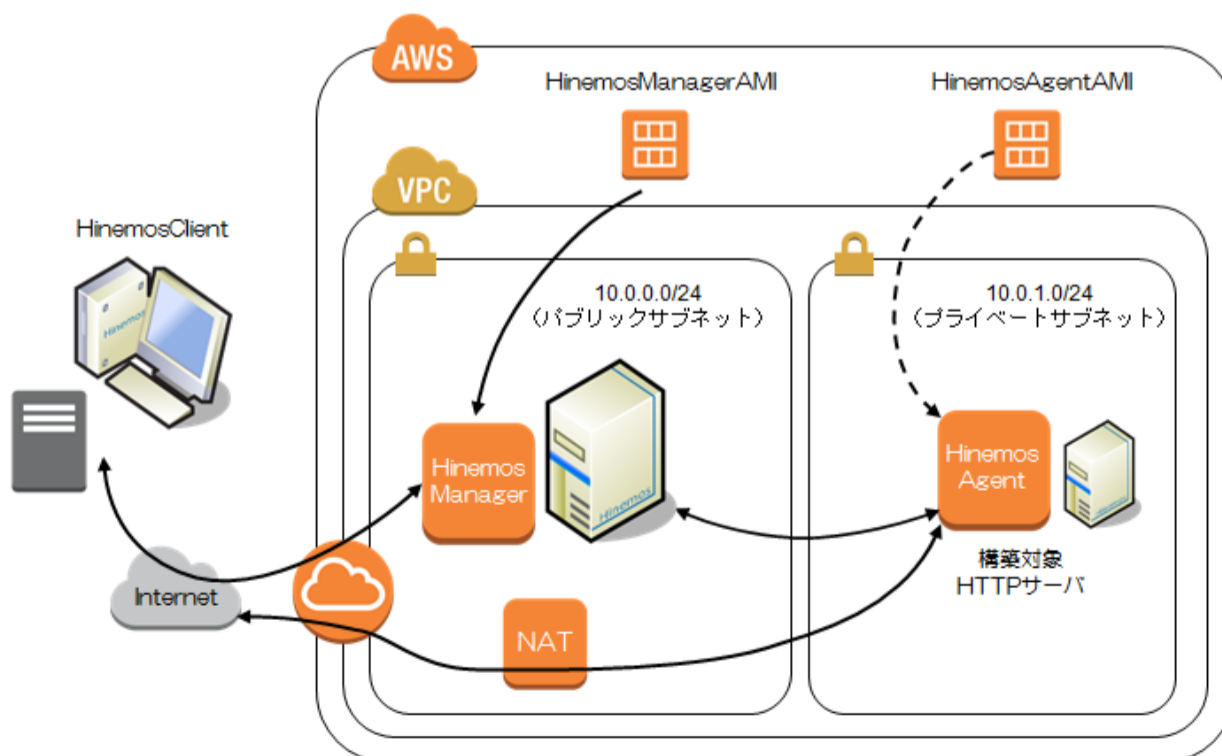 AWS
HinemosManagerAMI
HinemosAgentAMI
VPC
HinemosClient
10.0.0.0/24
（パブリックサブネット）
10.0.1.0/24
（プライベートサブネット）
Hinemos
Hinemos
Manager
Hinemos
Hinemos
Agent
構築対象
HTTPサーバ
Internet
NAT